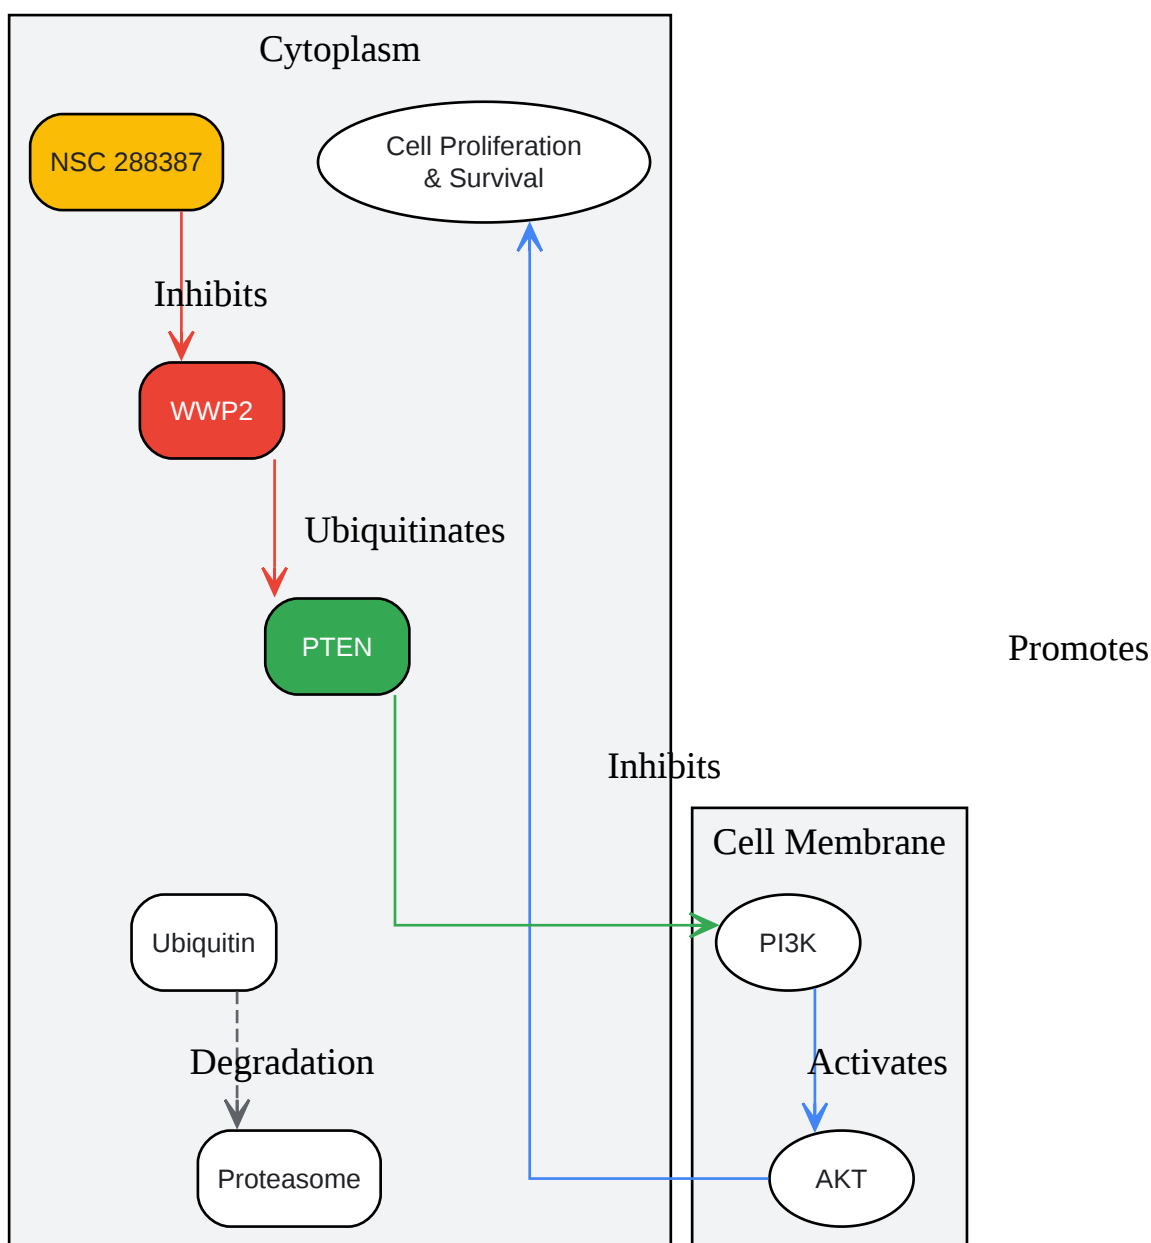 Cytoplasm
NSC 288387
Cell Proliferation
& Survival
Inhibits
WWP2
Ubiquitinates
PTEN
Promotes
Inhibits
Cell Membrane
Ubiquitin
PI3K
Degradation
Activates
Proteasome
AKT